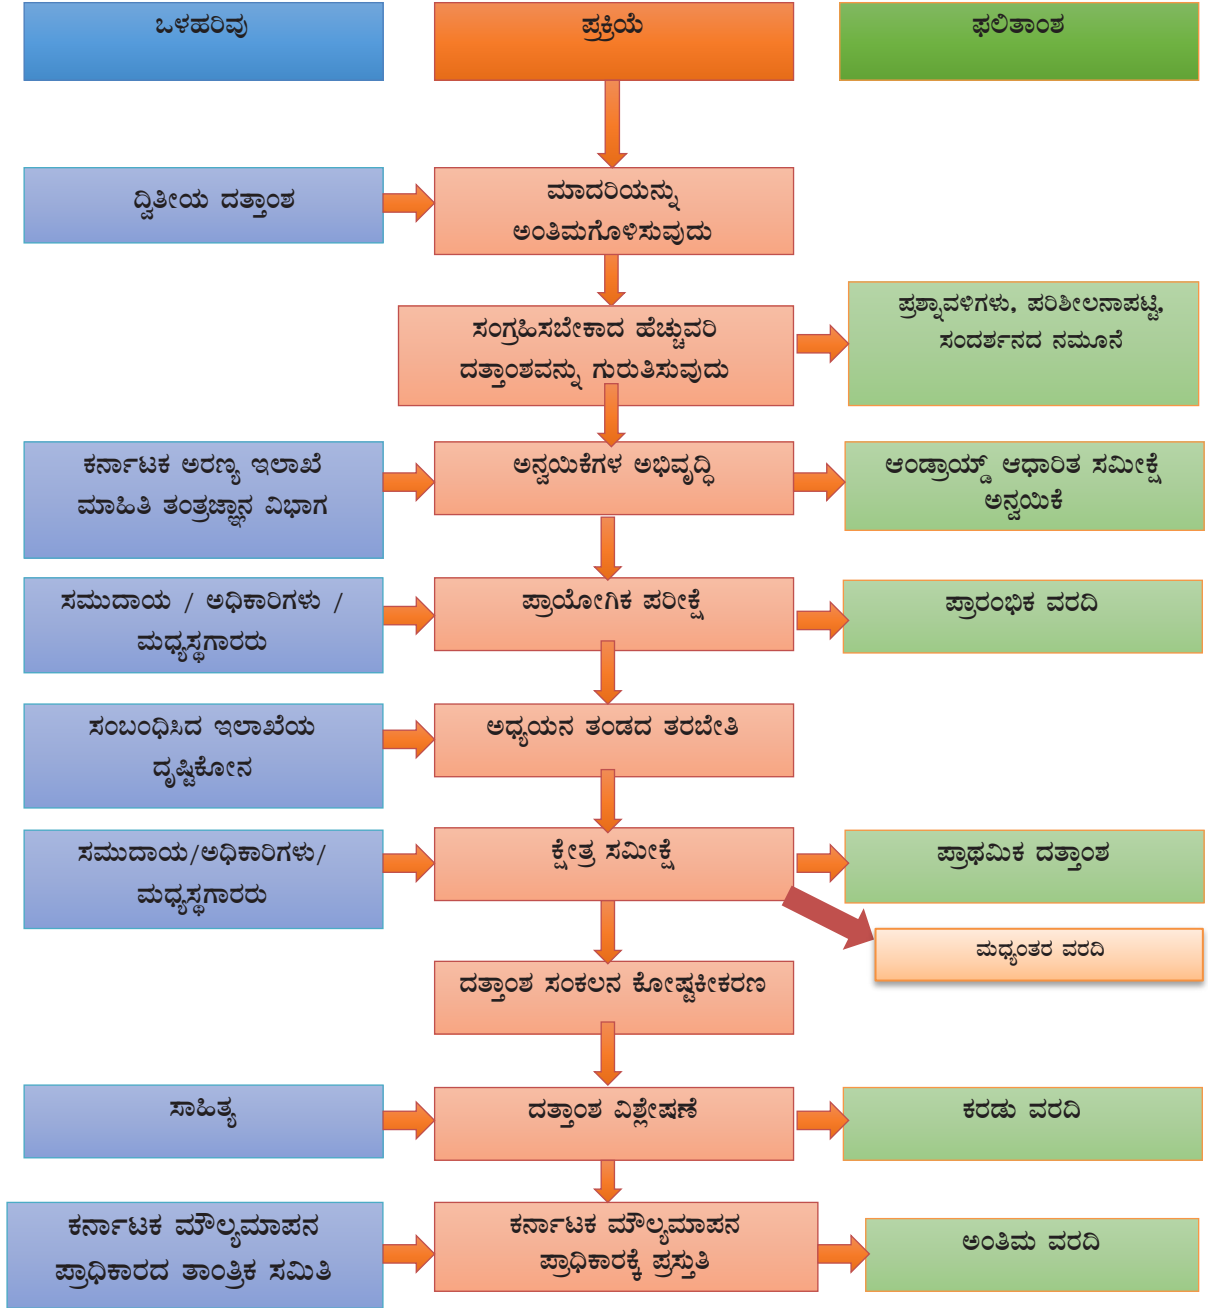 ಒಳಹರಿವು
ಪ್ರಕ್ರಿಯೆ
ಫಲಿತಾಂಶ
ದ್ವಿತೀಯ ದತ್ತಾಂಶ
ಮಾದರಿಯನ್ನು
ಅಂತಿಮಗೊಳಿಸುವುದು
ಸಂಗ್ರಹಿಸಬೇಕಾದ ಹೆಚ್ಚುವರಿ
ದತ್ತಾಂಶವನ್ನು ಗುರುತಿಸುವುದು
ಪ್ರಶ್ನಾವಳಿಗಳು, ಪರಿಶೀಲನಾಪಟ್ಟಿ,
ಸಂದರ್ಶನದ ನಮೂನೆ
ಕರ್ನಾಟಕ ಅರಣ್ಯ ಇಲಾಖೆ
ಮಾಹಿತಿ ತಂತ್ರಜ್ಞಾನ ವಿಭಾಗ
ಅನ್ವಯಿಕೆಗಳ ಅಭಿವೃದ್ಧಿ
ಆಂಡ್ರಾಯ್ಡ್ ಆಧಾರಿತ ಸಮೀಕ್ಷೆ
ಅನ್ವಯಿಕೆ
ಸಮುದಾಯ / ಅಧಿಕಾರಿಗಳು /
ಮಧ್ಯಸ್ಥಗಾರರು
ಪ್ರಾಯೋಗಿಕ ಪರೀಕ್ಷೆ
ಪ್ರಾರಂಭಿಕ ವರದಿ
ಸಂಬಂಧಿಸಿದ ಇಲಾಖೆಯ
ದೃಷ್ಟಿಕೋನ
ಅಧ್ಯಯನ ತಂಡದ ತರಬೇತಿ
ಸಮುದಾಯ/ಅಧಿಕಾರಿಗಳು/
ಮಧ್ಯಸ್ಥಗಾರರು
ಕ್ಷೇತ್ರ ಸಮೀಕ್ಷೆ
ಪ್ರಾಥಮಿಕ ದತ್ತಾಂಶ
ಮಧ್ಯಂತರ ವರದಿ
ದತ್ತಾಂಶ ಸಂಕಲನ ಕೋಷ್ಟಕೀಕರಣ
ಸಾಹಿತ್ಯ
ದತ್ತಾಂಶ ವಿಶ್ಲೇಷಣೆ
ಕರಡು ವರದಿ
ಕರ್ನಾಟಕ ಮೌಲ್ಯಮಾಪನ
ಪ್ರಾಧಿಕಾರದ ತಾಂತ್ರಿಕ ಸಮಿತಿ
ಕರ್ನಾಟಕ ಮೌಲ್ಯಮಾಪನ
ಪ್ರಾಧಿಕಾರಕ್ಕೆ ಪ್ರಸ್ತುತಿ
ಅಂತಿಮ ವರದಿ